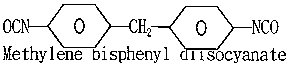 OCN O CH2 O NCO
Methylene bisphenyl diisocyanate